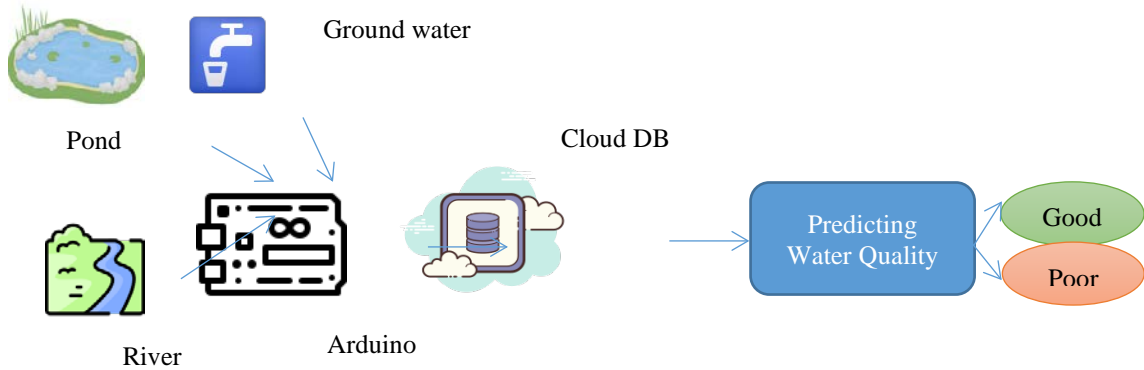 Ground water
Pond
Cloud DB
Predicting
Water Quality
Good
Poor
River
Arduino